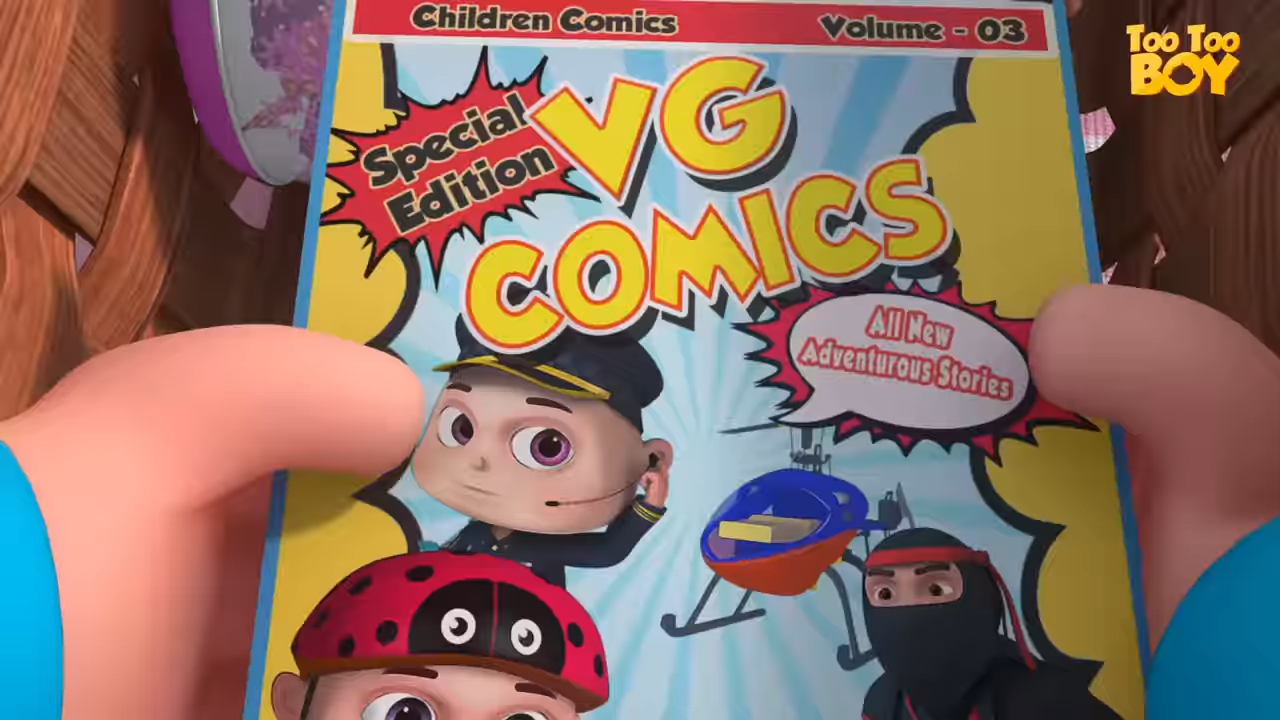 Children Comics
Volume - 03
TOO TOO
BOY
Special
Edition
VG
COMICS
All New
Adventurous Stories